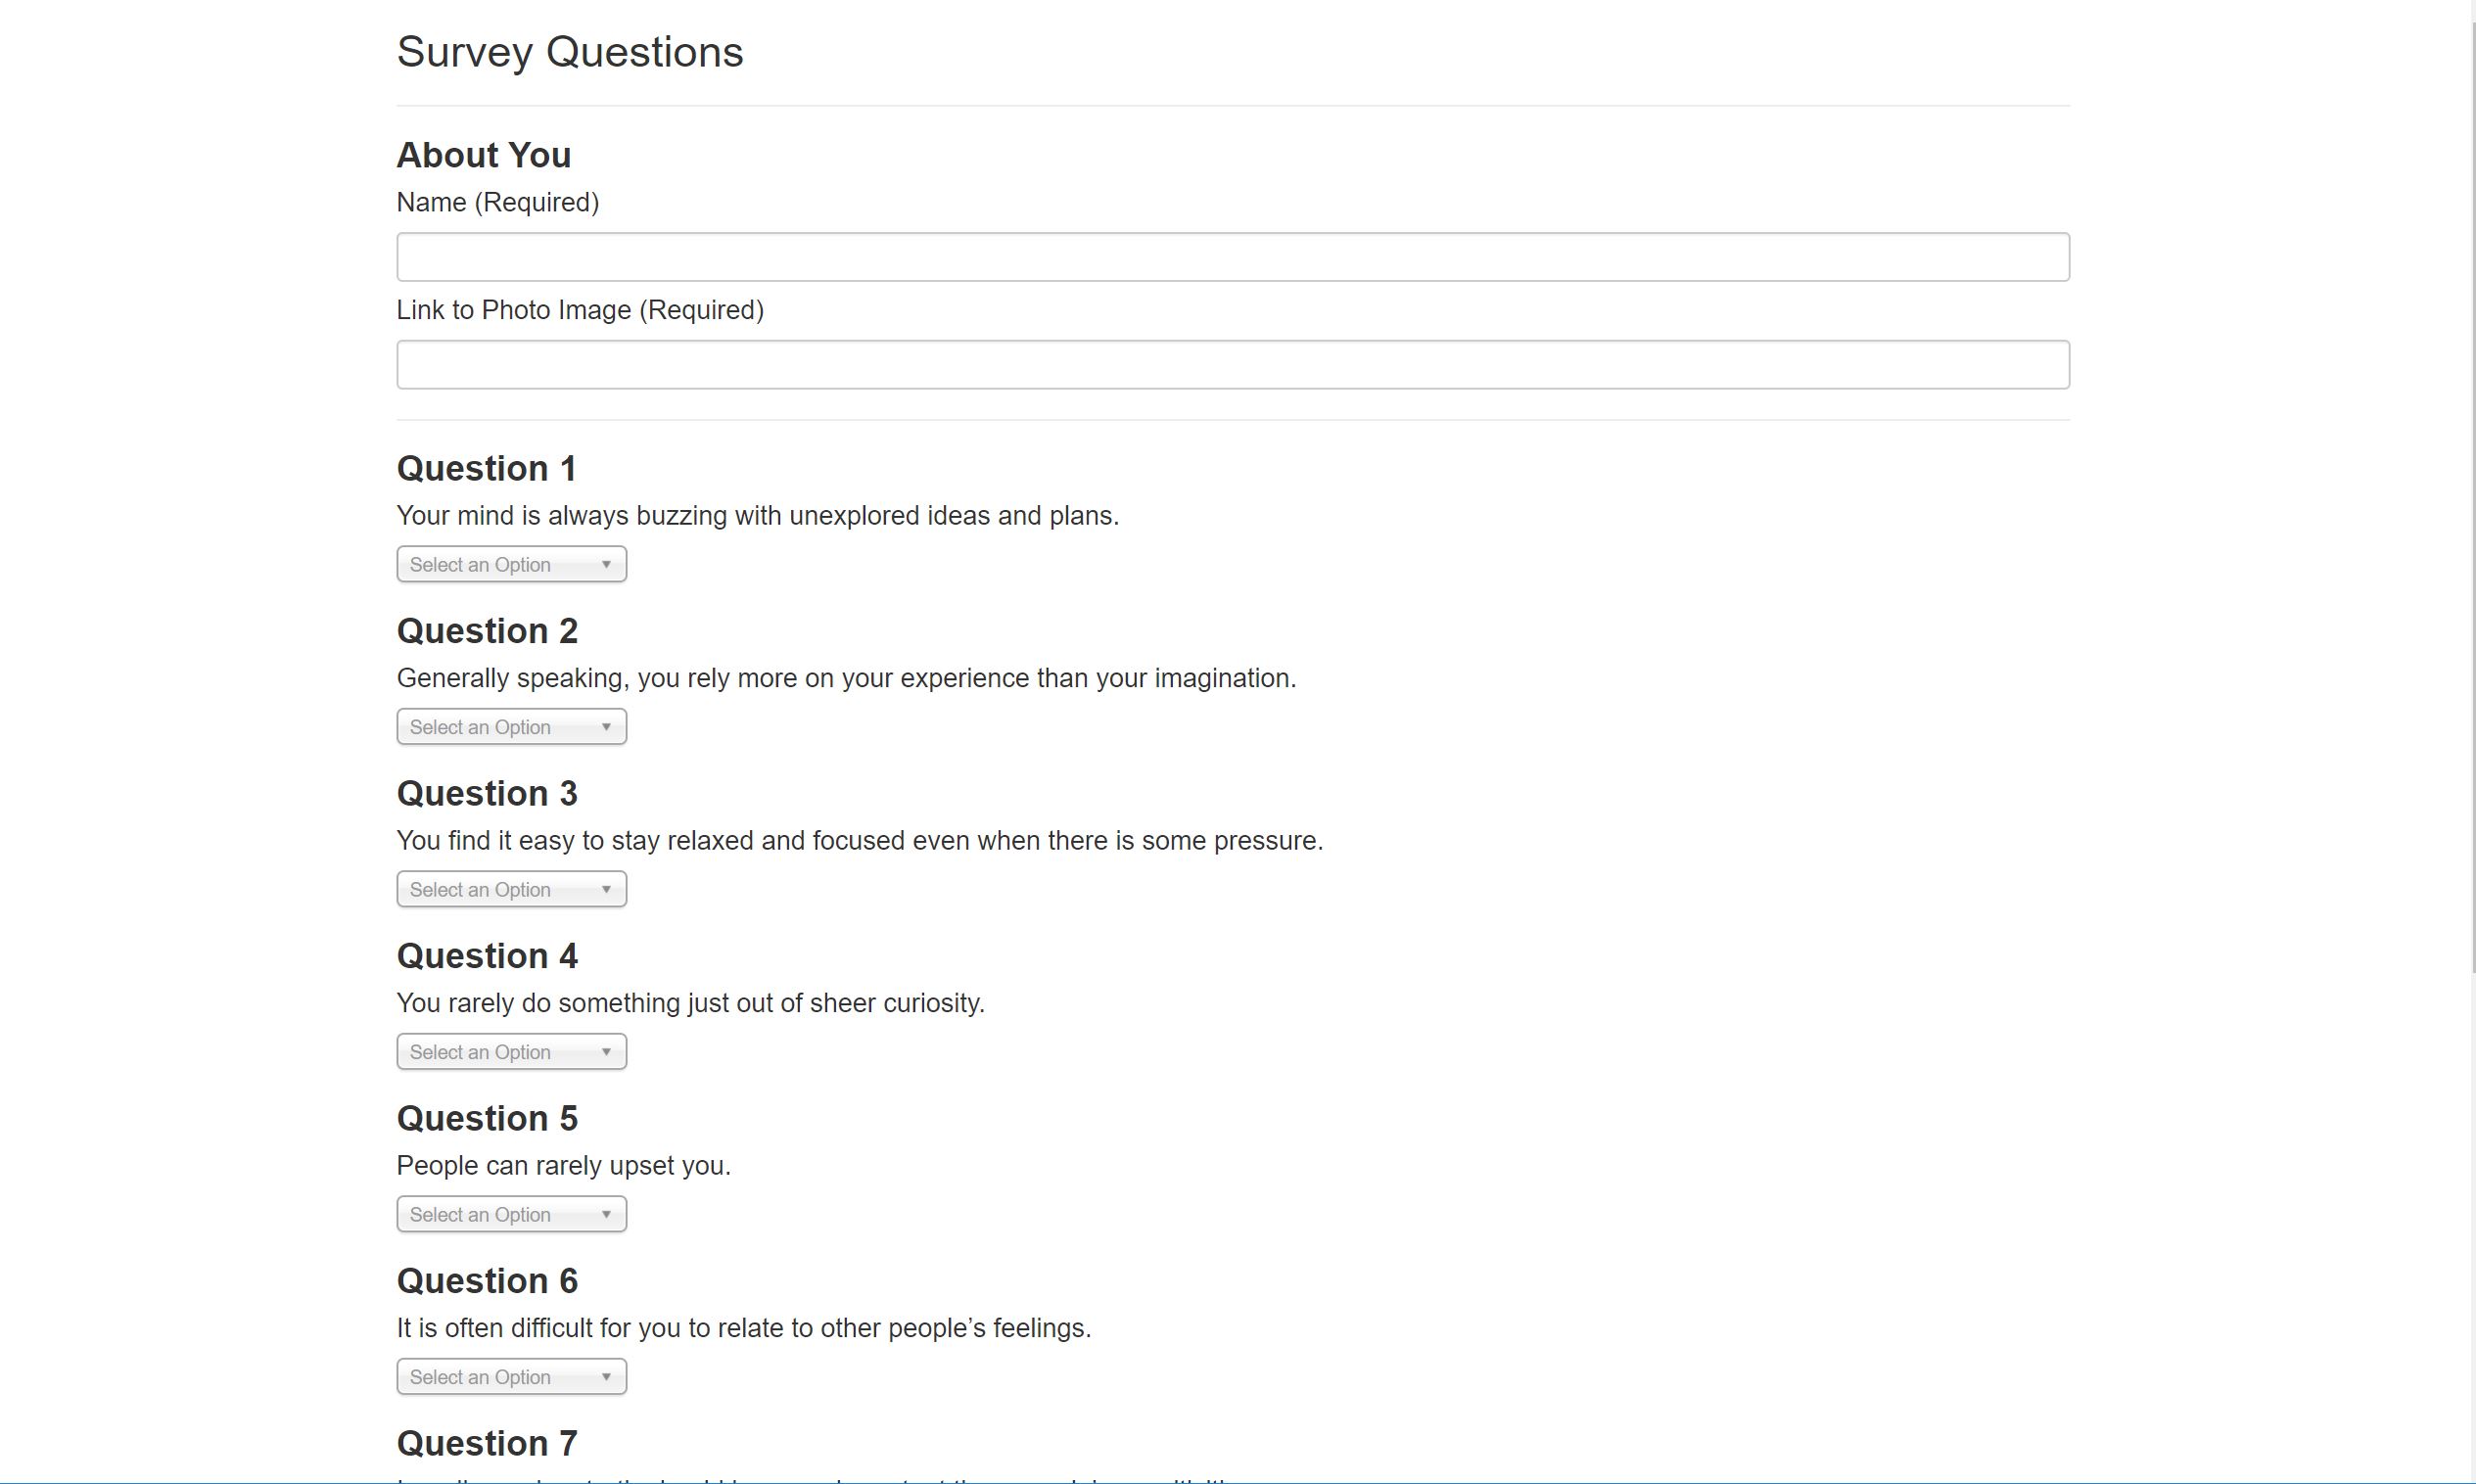 Survey Questions
About You
Name (Required)
Link to Photo Image (Required)
Question 1
Your mind is always buzzing with unexplored ideas and plans.
Select an Option
Question 2
Generally speaking, you rely more on your experience than your imagination.
Select an Option
Question 3
You find it easy to stay relaxed and focused even when there is some pressure.
Select an Option
Question 4
You rarely do something just out of sheer curiosity.
Select an Option
Question 5
People can rarely upset you.
Select an Option
Question 6
It is often difficult for you to relate to other people’s feelings.
Select an Option
Question 7